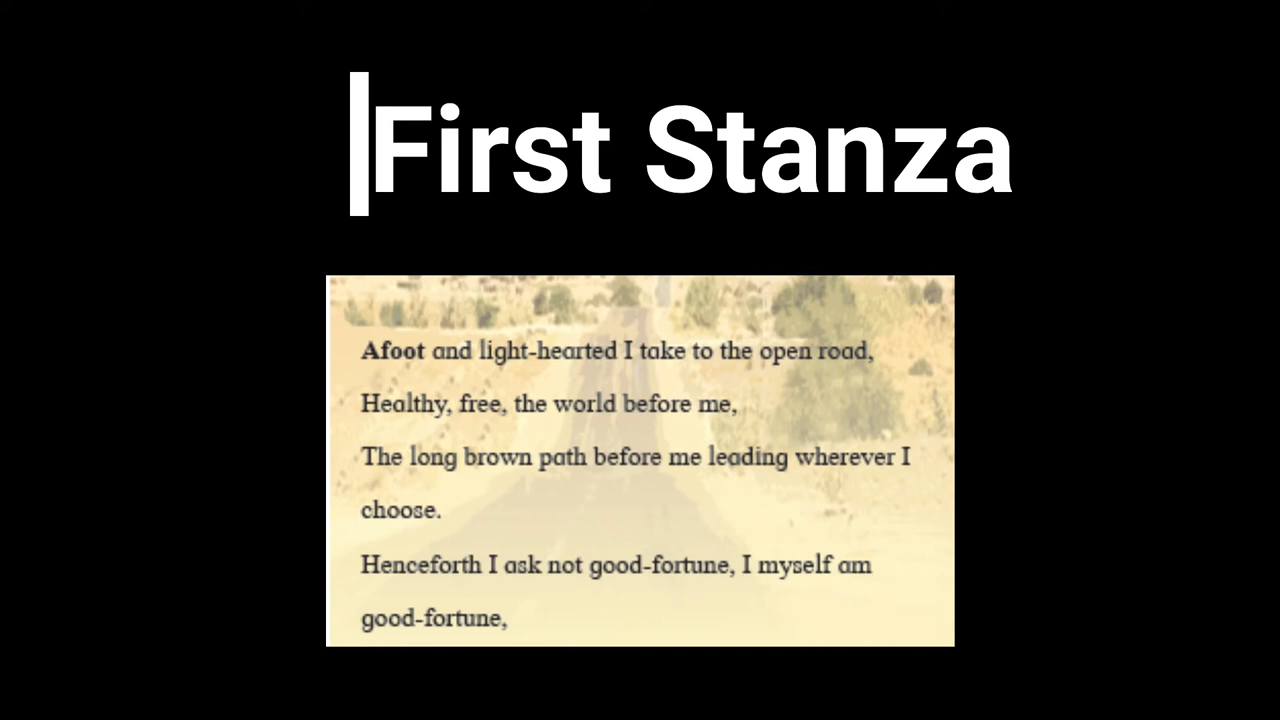 First Stanza
Afoot and light-hearted I take to the open road,
Healthy, free, the world before me,
The long brown path before me leading wherever I
choose.
Henceforth I ask not good-fortune, I myself am
good-fortune,